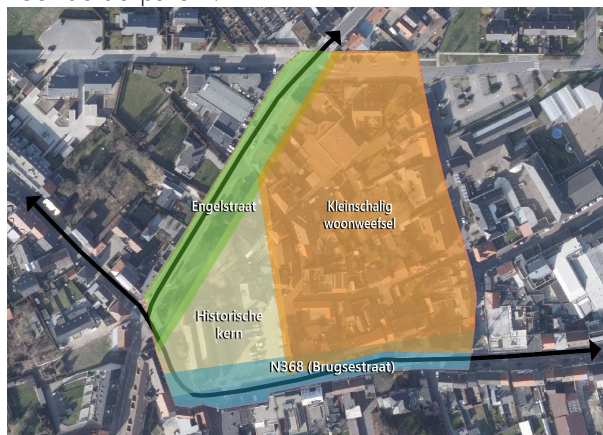 Engelstraat
Kleinschalig
woonweefsel
Historische
kern
N368 (Brugsestraat)